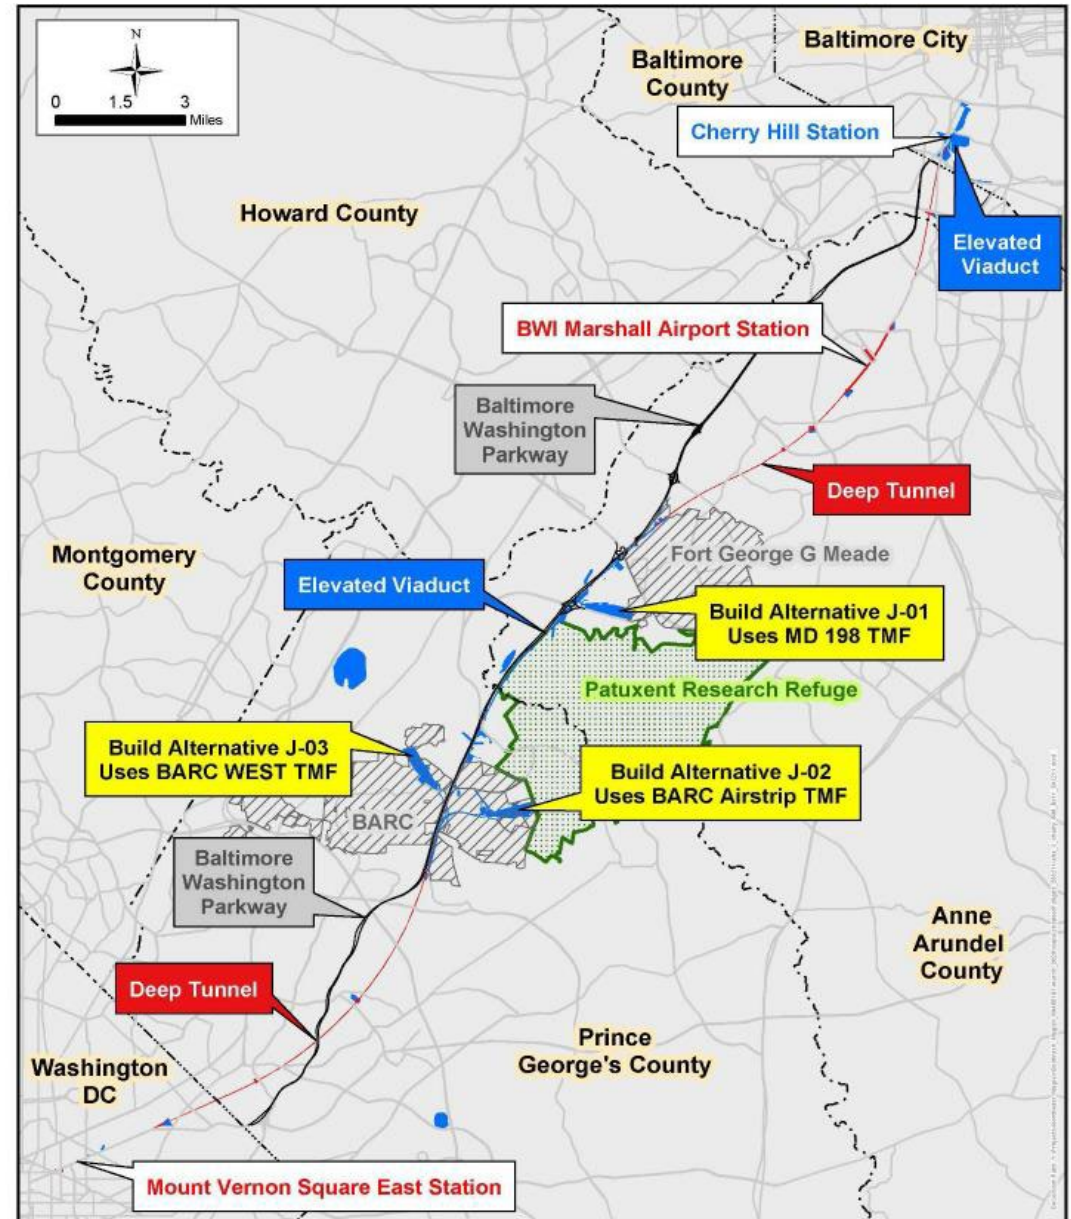 N
0 1.5 3
Miles
Baltimore City
Baltimore
County
Cherry Hill Station
Howard County
Elevated
Viaduct
BWI Marshall Airport Station
Baltimore
Washington
Parkway
Deep Tunnel
Montgomery
County
Fort George G Meade
Elevated Viaduct
Build Alternative J-01
Uses MD 198 TMF
Patuxent Research Refuge
Build Alternative J-03
Uses BARC WEST TMF
Build Alternative J-02
Uses BARC Airstrip TMF
BARC
Baltimore
Washington
Parkway
Anne
Arundel
County
Deep Tunnel
Prince
George's County
Washington
DC
Mount Vernon Square East Station